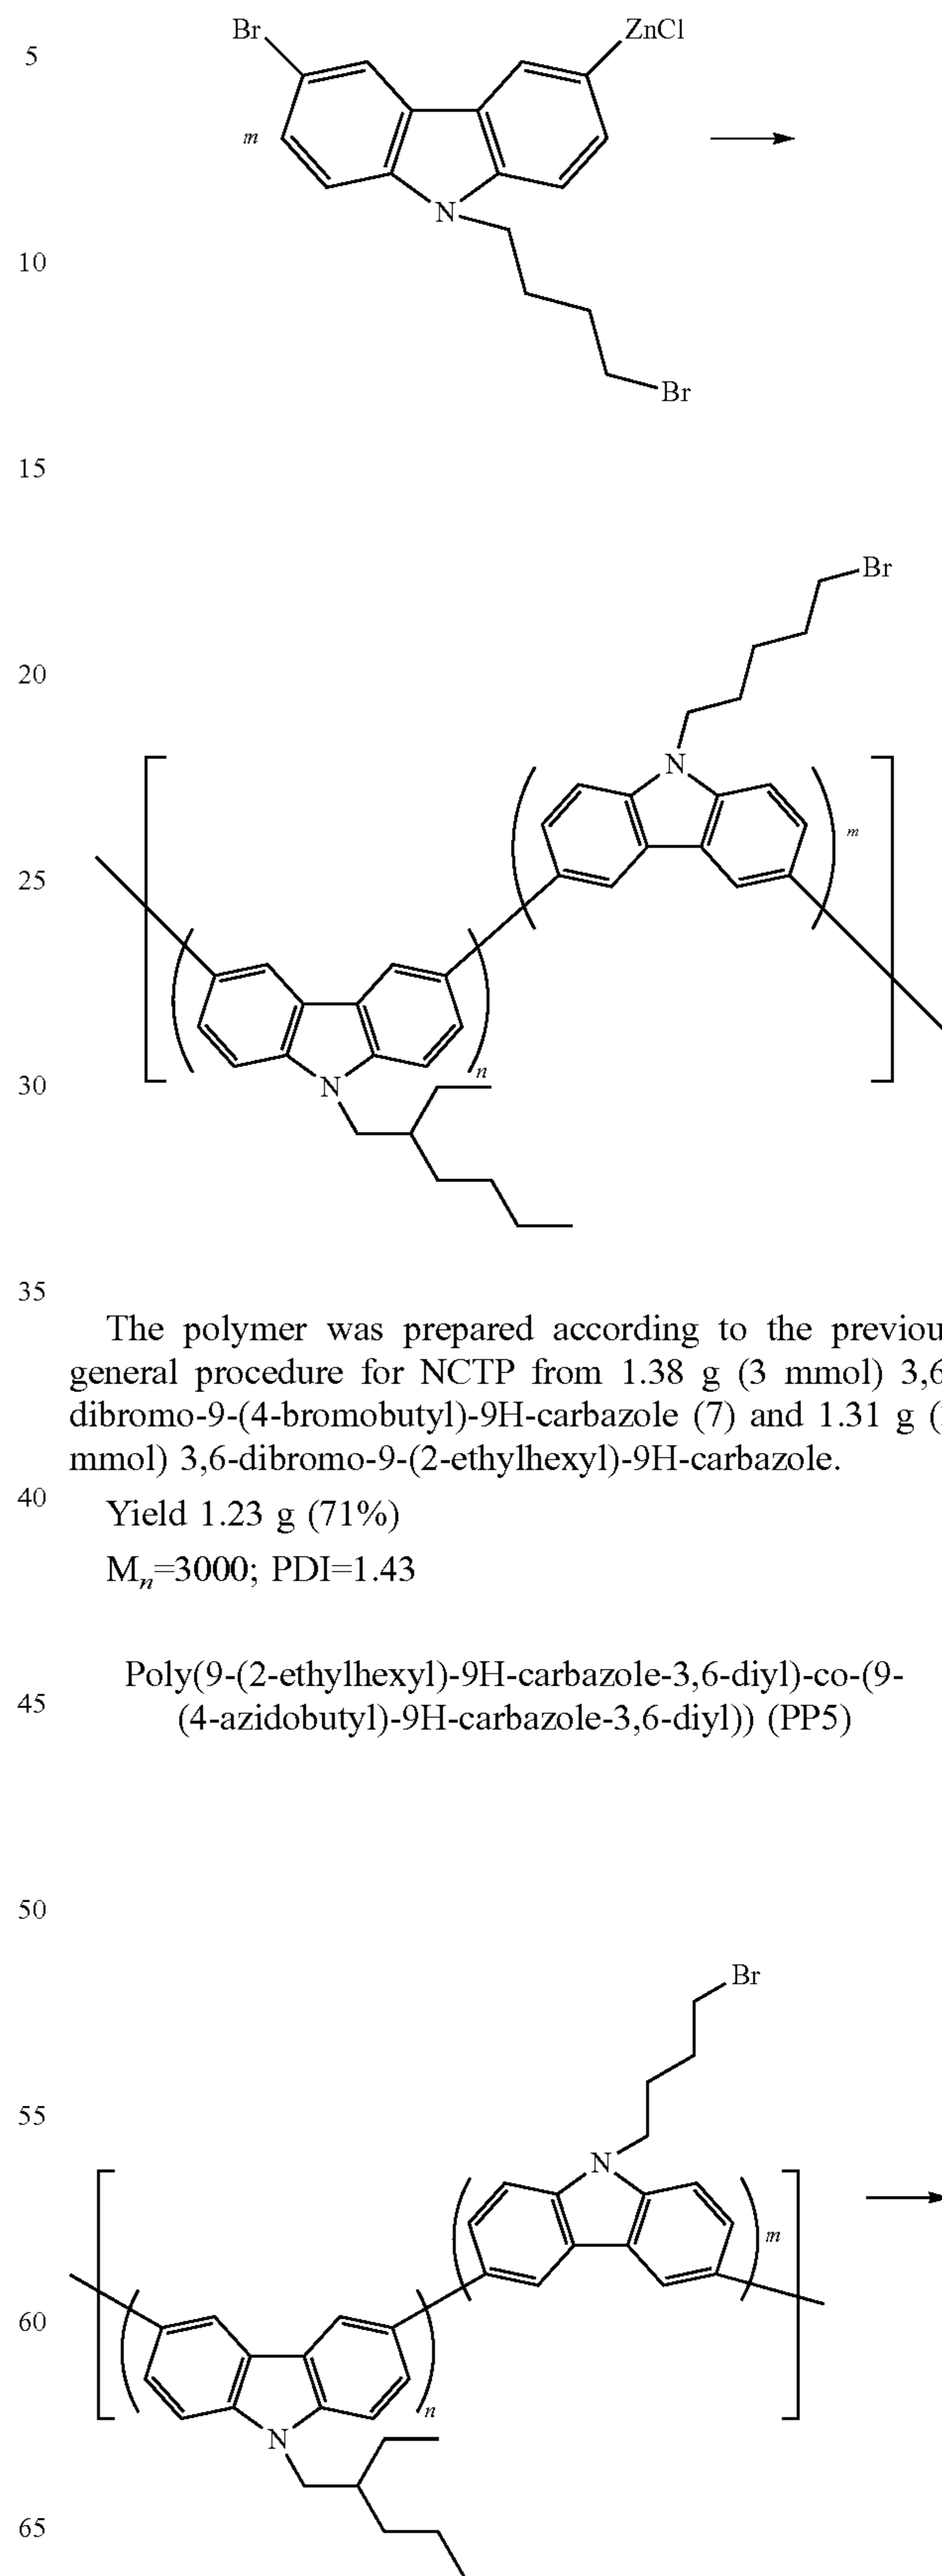 5
Br
ZnCl
m
N
10
Br
15
Br
20
N
m
25
n
30
N
35
The polymer was prepared according to the
general procedure for NCTP from 1.38 g (3 mmol)
dibromo-9-(4-bromobutyl)-9H-carbazole (7) and 1.31 g
mmol) 3,6-dibromo-9-(2-ethylhexyl)-9H-carbazole.
40
Yield 1.23 g (71%)
Mn=3000; PDI=1.43
Poly(9-(2-ethylhexyl)-9H-carbazole-3,6-diyl)-co-(9-
45
(4-azidobutyl)-9H-carbazole-3,6-diyl)) (PP5)
50
Br
55
N
m
60
n
N
65